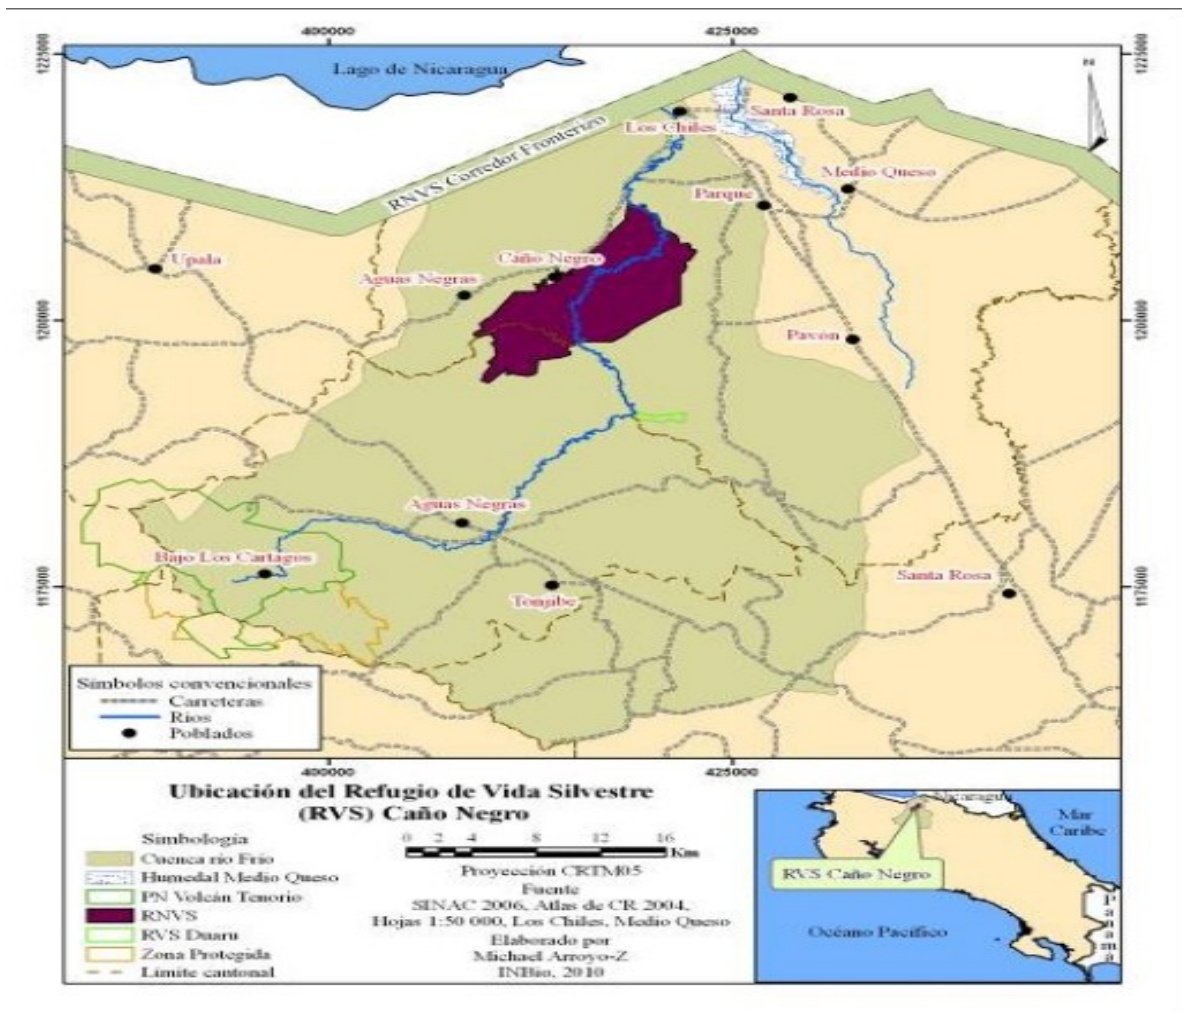 400000
425000
1225000
1225000
Lago de Nicaragua
Santa Rosa
Los Chiles
N
RNVS Corredor Fronterizo
Medio Queso
Parque
Upala
Caño Negro
Aguas Negras
1200000
1200000
Pavón
Aguas Negras
Bajo Los Cartagos
Santa Rosa
1175000
1175000
Tonjibe
Símbolos convencionales
Carreteras
Ríos
Poblados
400000
425000
Ubicación del Refugio de Vida Silvestre
(RVS) Caño Negro
Simbología
Cuenca río Frío
Humedal Medio Queso
PN Volcán Tenorio
RNVS
RVS Duaru
Zona Protegida
Límite cantonal
0 2 4 8 12 16
Km
Proyección CRTM05
Fuente
SINAC 2006, Atlas de CR 2004,
Hojas 1:50 000, Los Chiles, Medio Queso
Elaborado por
Michael Arroyo-Z
INBio, 2010
Nicaragua
Mar
Caribe
RVS Caño Negro
Océano Pacífico
Panamá